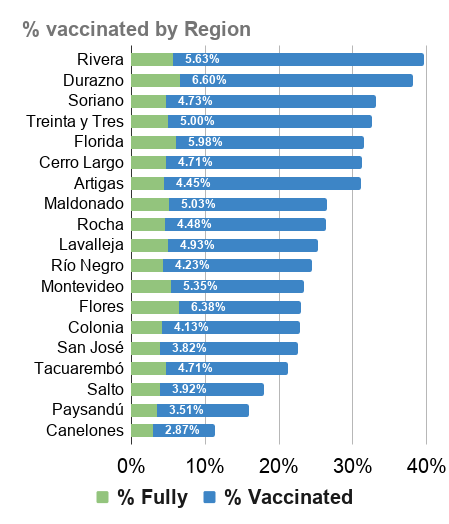 % vaccinated by Region
Rivera 5.63%
Durazno 6.60%
Soriano 4.73%
Treinta y Tres 5.00%
Florida 5.98%
Cerro Largo 4.71%
Artigas 4.45%
Maldonado 5.03%
Rocha 4.48%
Lavalleja 4.93%
Río Negro 4.23%
Montevideo 5.35%
Flores 6.38%
Colonia 4.13%
San José 3.82%
Tacuarembó 4.71%
Salto 3.92%
Paysandú 3.51%
Canelones 2.87%
0% 10% 20% 30% 40%
% Fully % Vaccinated